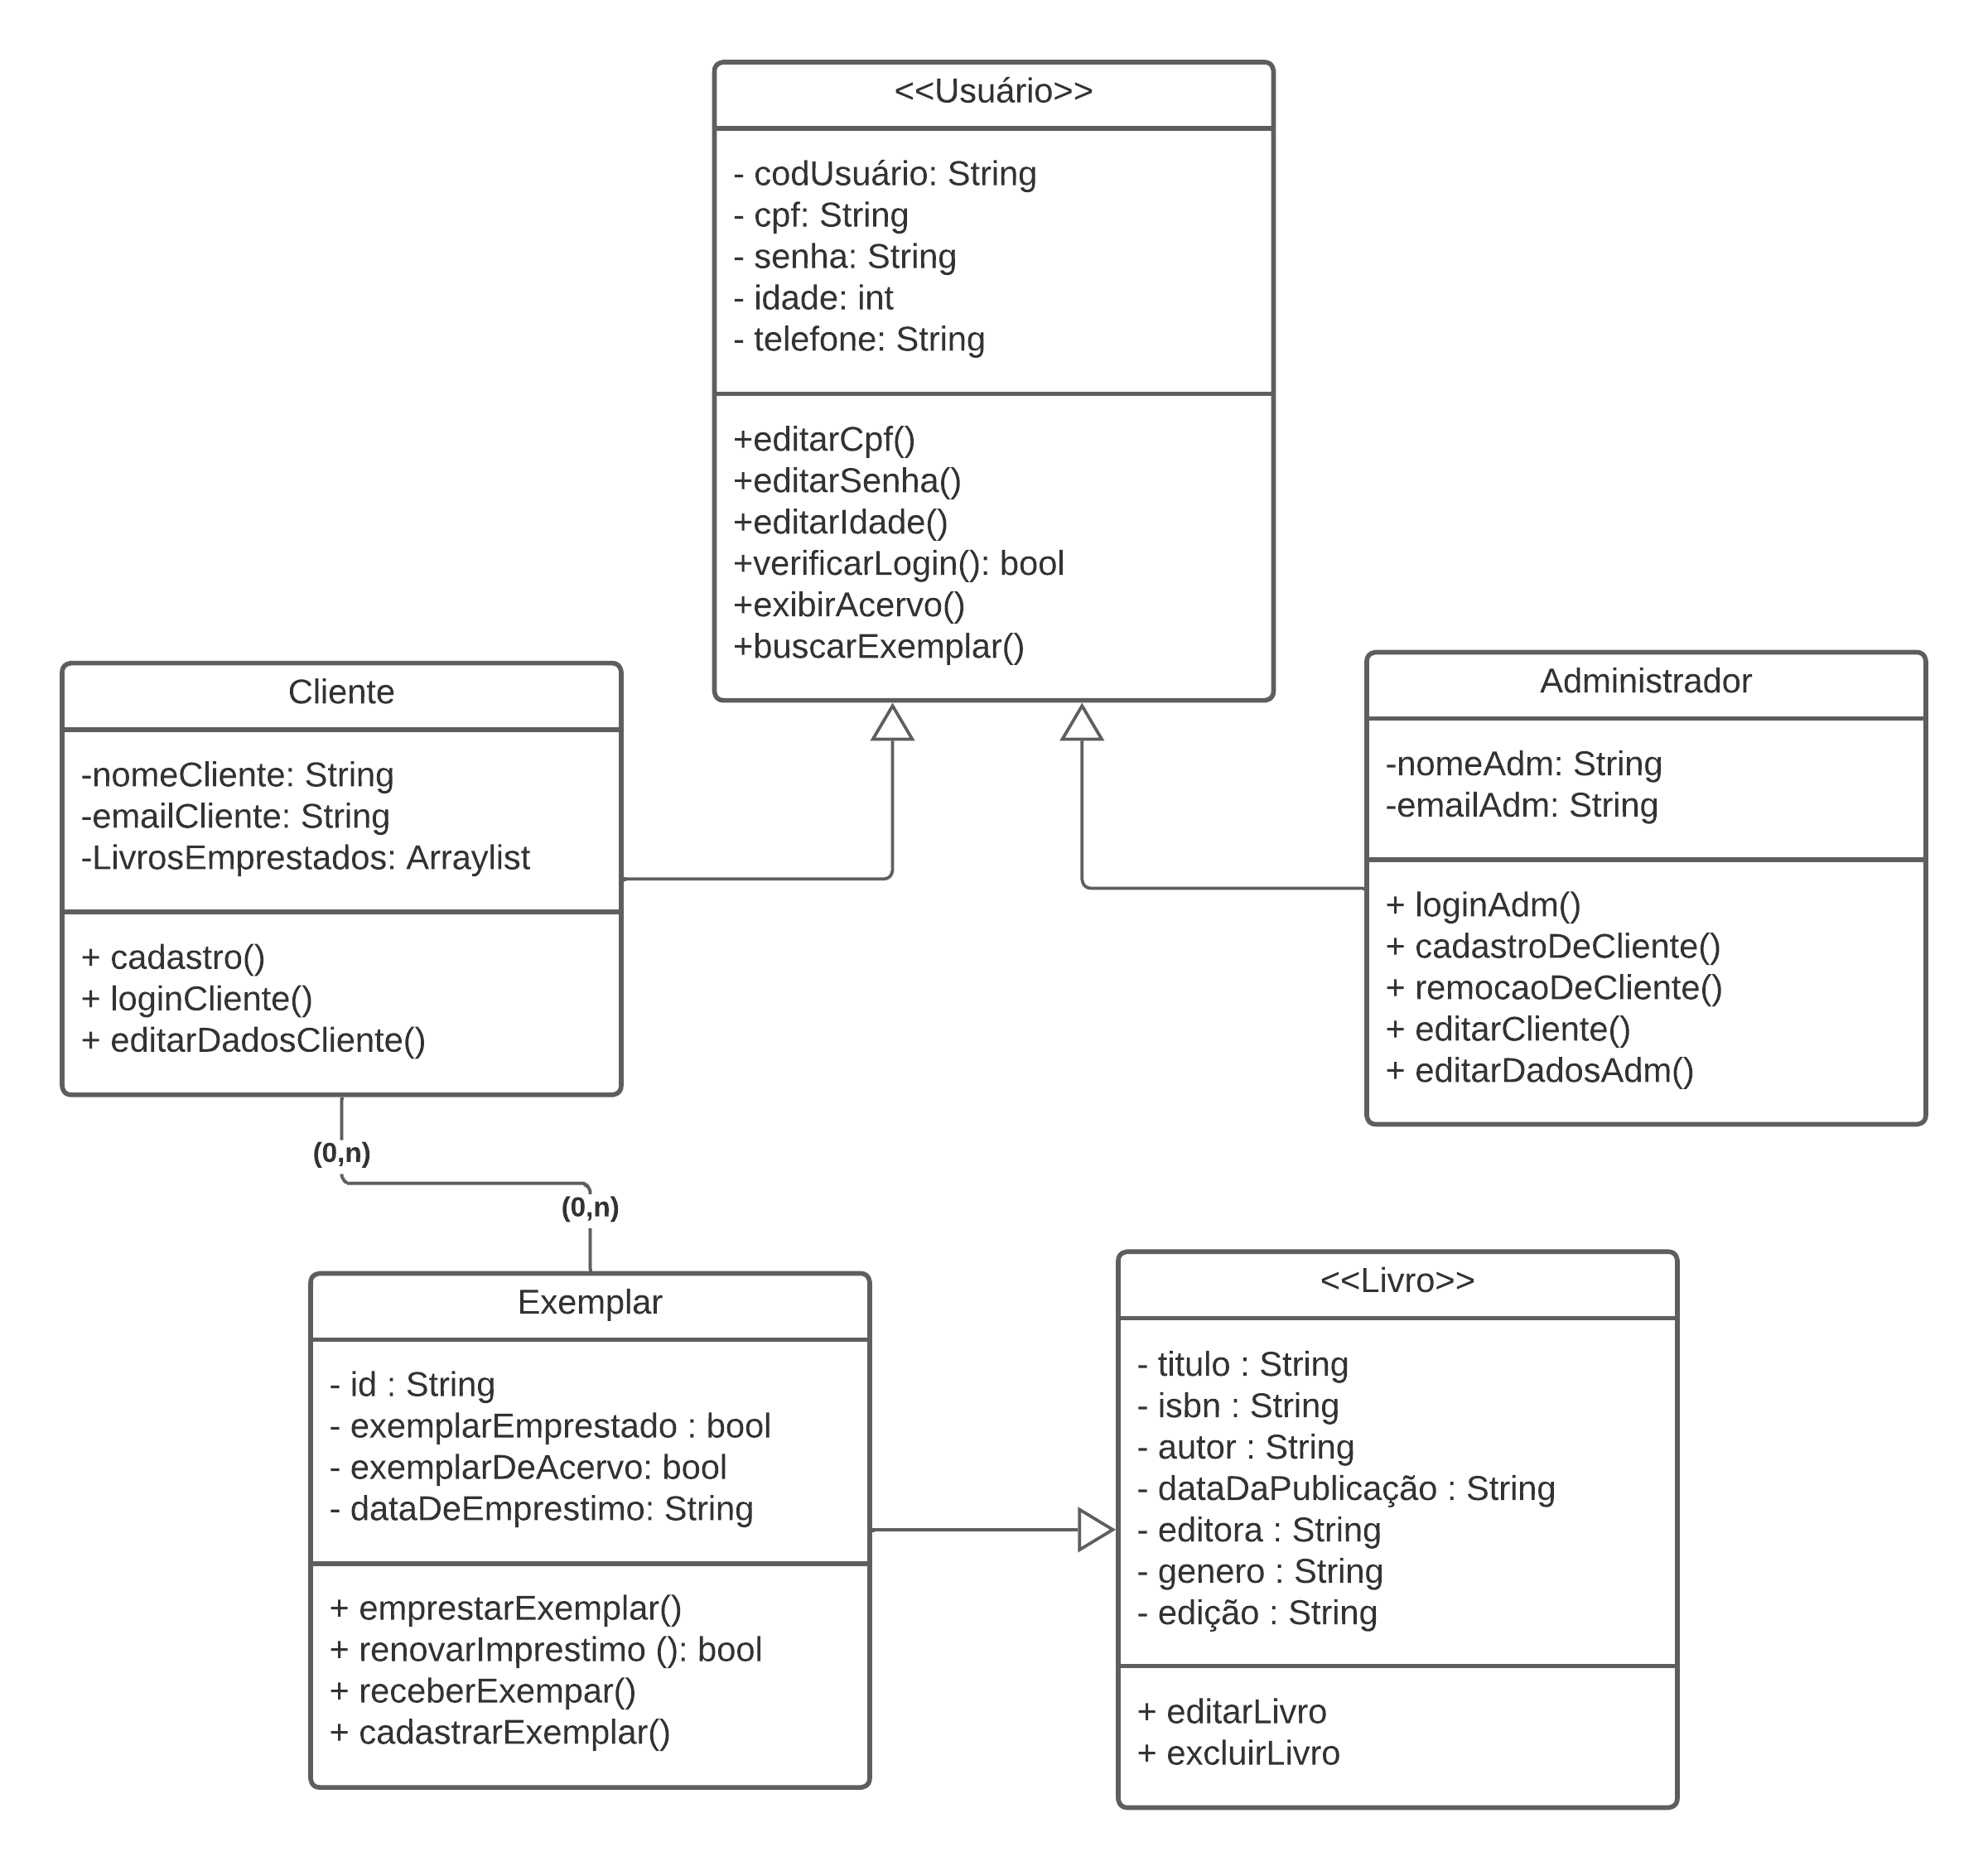 <<Usuário>>
- codUsuário: String
- cpf: String
- senha: String
- idade: int
- telefone: String
+editarCpf()
+editarSenha()
+editarIdade()
+verificarLogin(): bool
+exibirAcervo()
+buscarExemplar()
Cliente
-nomeCliente: String
-emailCliente: String
-LivrosEmprestados: Arraylist
+ cadastro()
+ loginCliente()
+ editarDadosCliente()
Administrador
-nomeAdm: String
-emailAdm: String
+ loginAdm()
+ cadastroDeCliente()
+ remocaoDeCliente()
+ editarCliente()
+ editarDadosAdm()
(0,n)
(0,n)
Exemplar
- id : String
- exemplarEmprestado : bool
- exemplarDeAcervo: bool
- dataDeEmprestimo: String
+ emprestarExemplar()
+ renovarImprestimo (): bool
+ receberExempar()
+ cadastrarExemplar()
<<Livro>>
- titulo : String
- isbn : String
- autor : String
- dataDaPublicação : String
- editora : String
- genero : String
- edição : String
+ editarLivro
+ excluirLivro